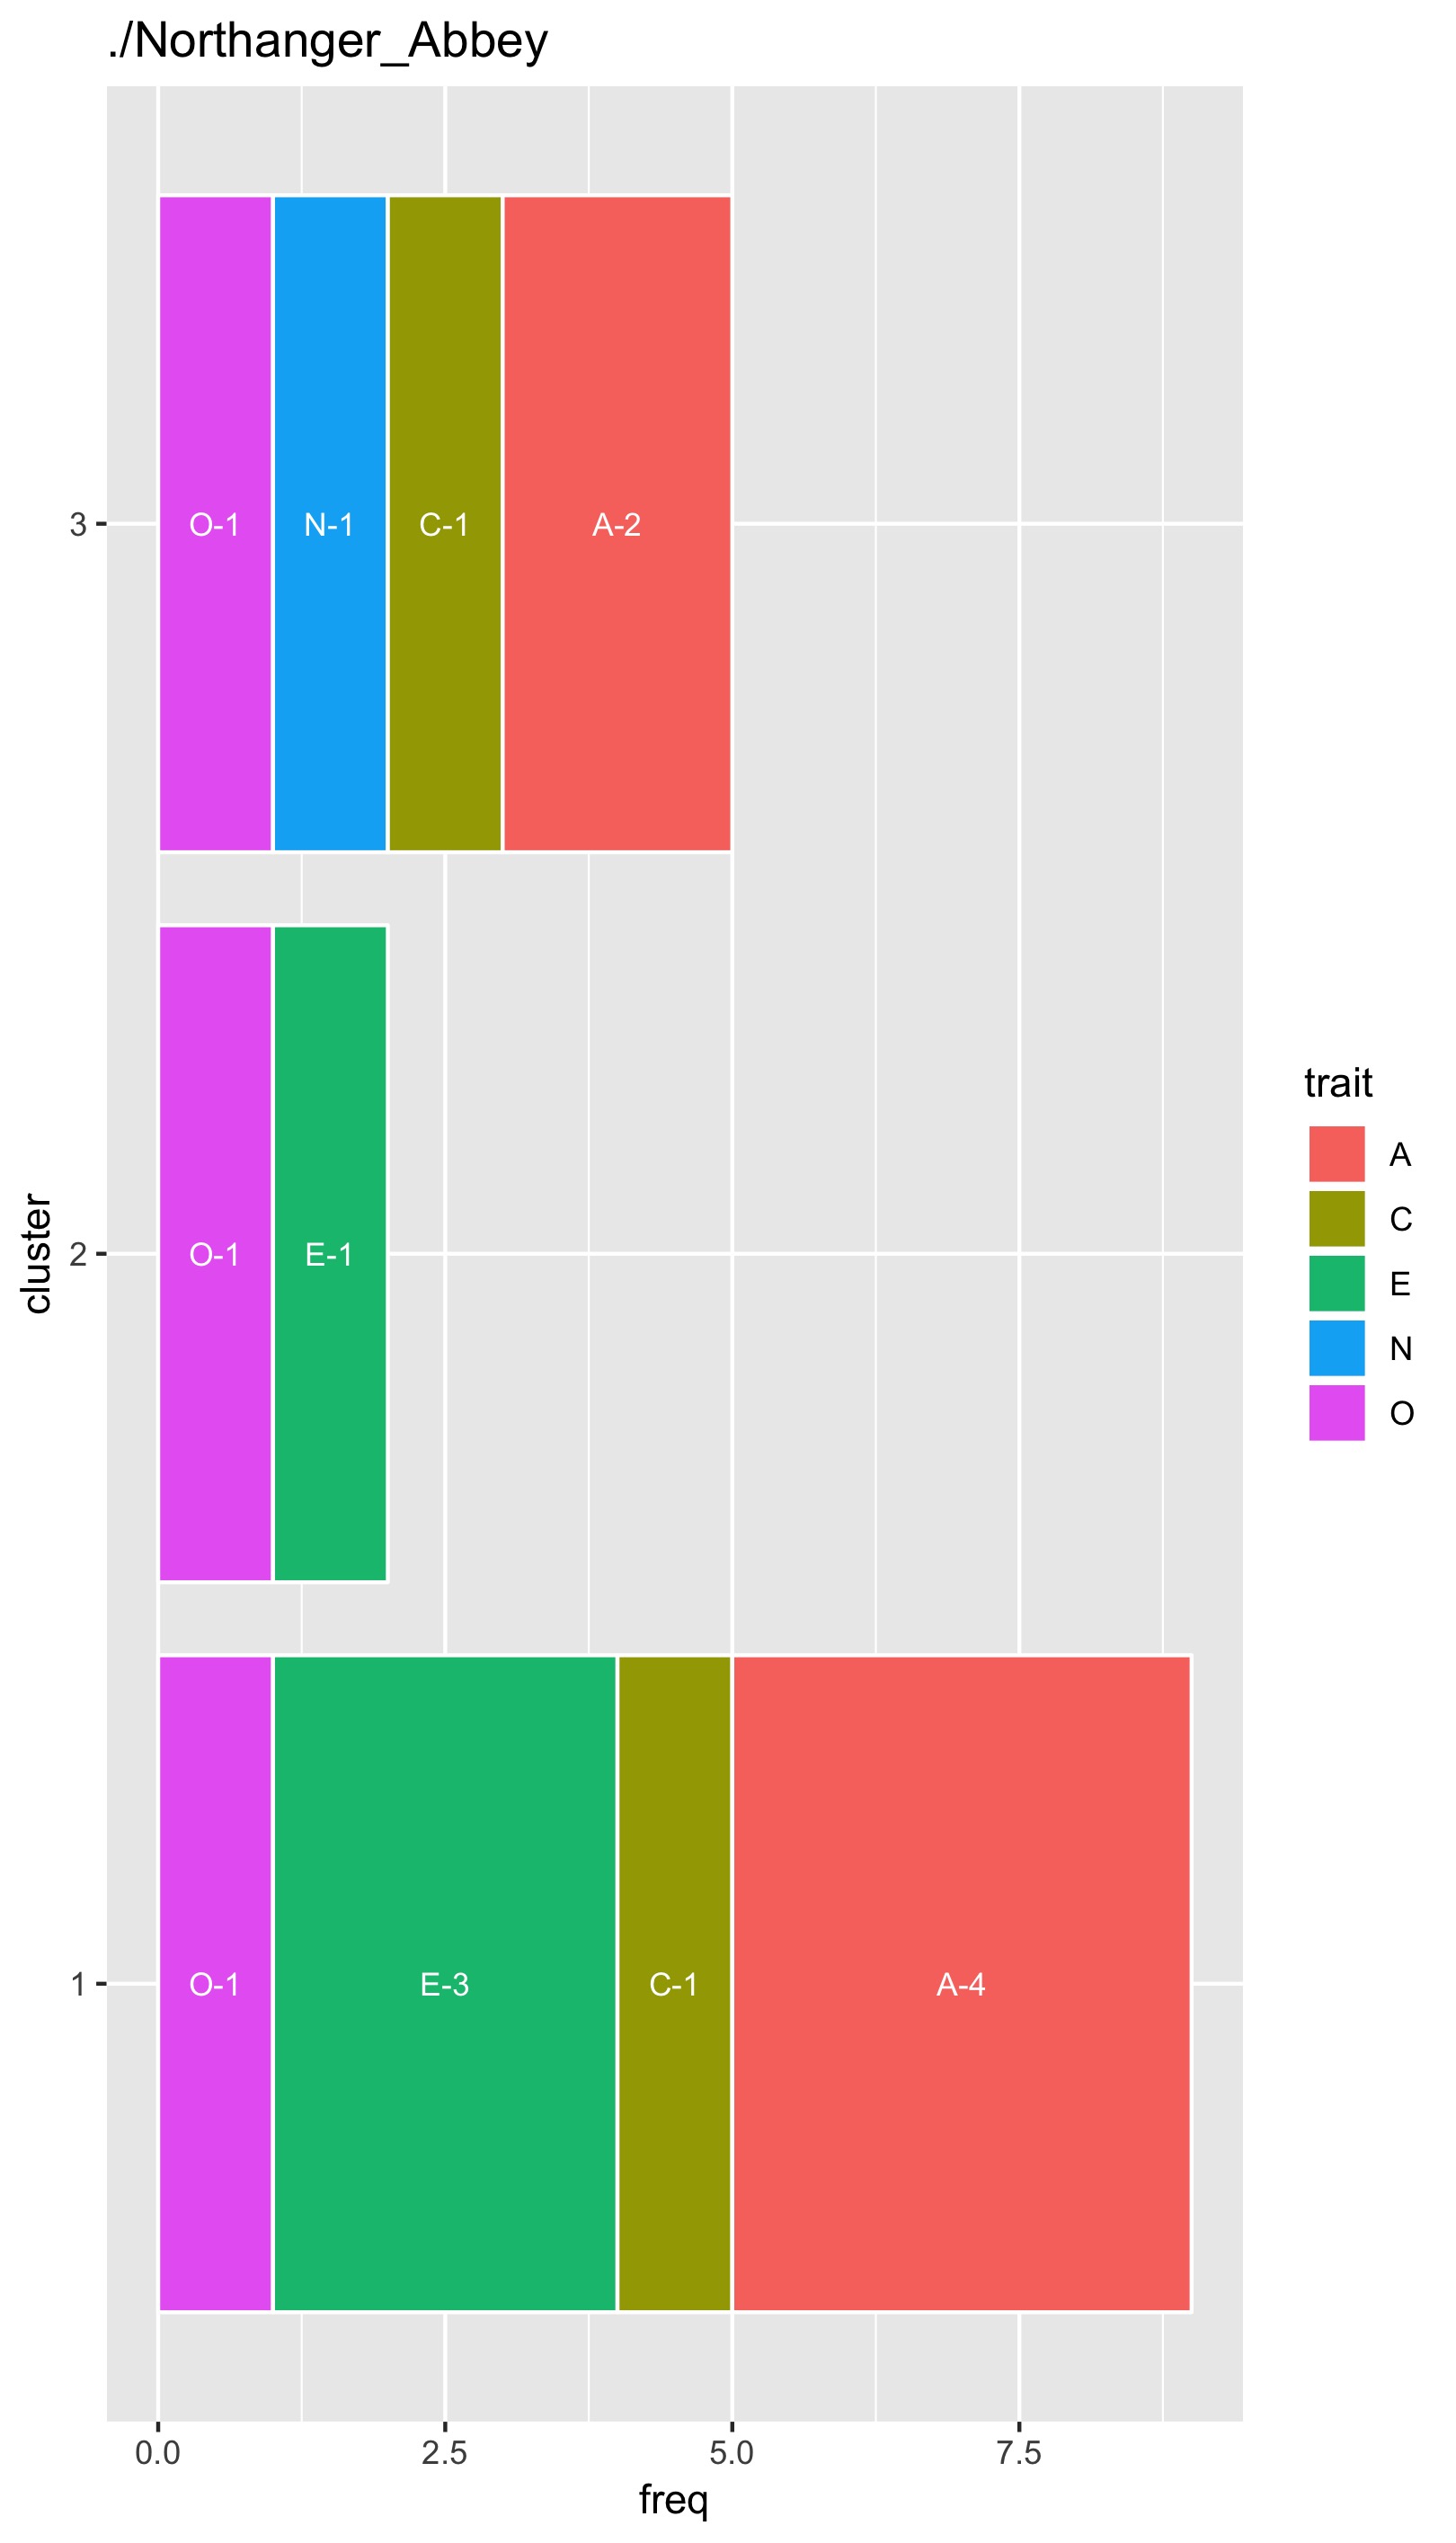 ./Northanger_Abbey
3
O-1 N-1 C-1 A-2
2
O-1 E-1
1
O-1 E-3 C-1 A-4
cluster
0.0 2.5 5.0 7.5
freq
trait
A
C
E
N
O